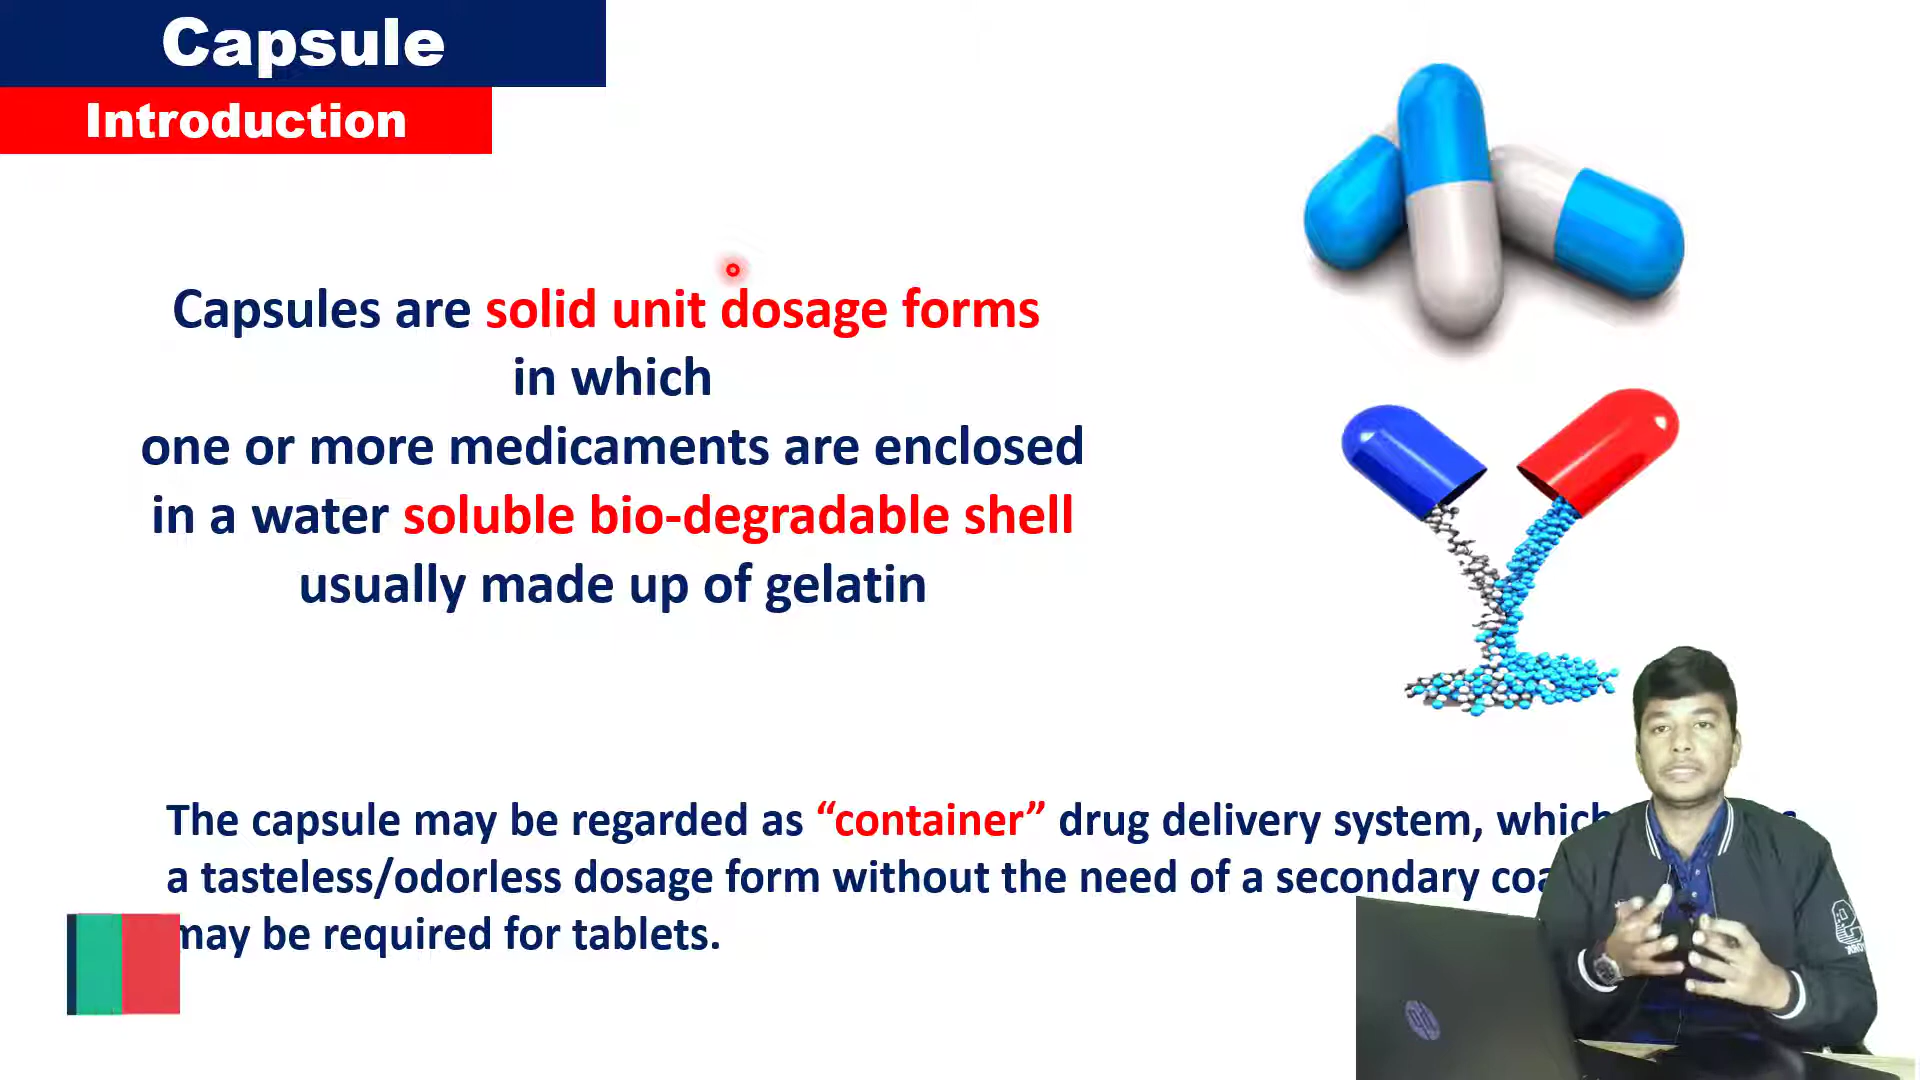 Capsule
Introduction
Capsules are solid unit dosage forms
in which
one or more medicaments are enclosed
in a water soluble bio-degradable shell
usually made up of gelatin
The capsule may be regarded as “container” drug delivery system,
a tasteless/odorless dosage form without the need of a secondary
may be required for tablets.
hp